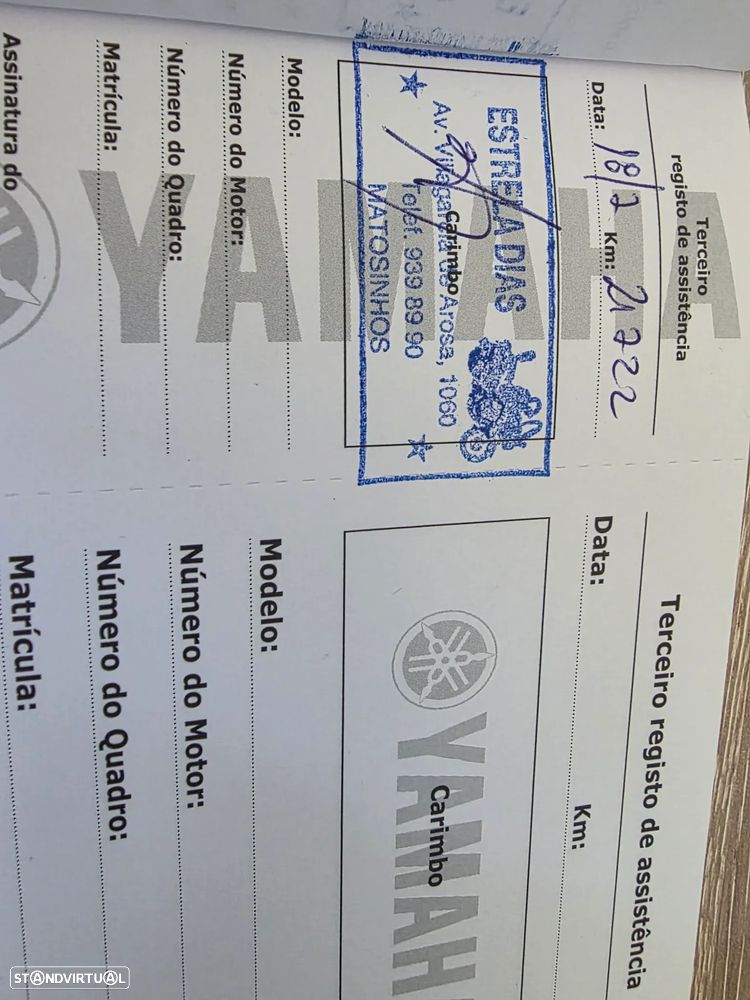 Terceiro
registo de assistência
Data: 18/2 Km: 21722
ESTRELA DIAS
Av. Vilagarcia de Arosa, 1060
Carimbo
Telef. 939 89 90
MATOSINHOS
YAMAHA
Modelo:
Número do Motor:
Número do Quadro:
Matrícula:
Assinatura do
Terceiro registo de assistência
Data: Km:
YAMAH
Carimbo
Modelo:
Número do Motor:
Número do Quadro:
Matrícula:
STANDVIRTUAL